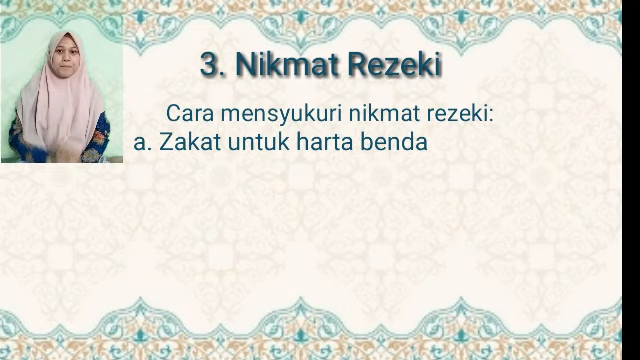 3. Nikmat Rezeki
Cara mensyukuri nikmat rezeki:
a. Zakat untuk harta benda